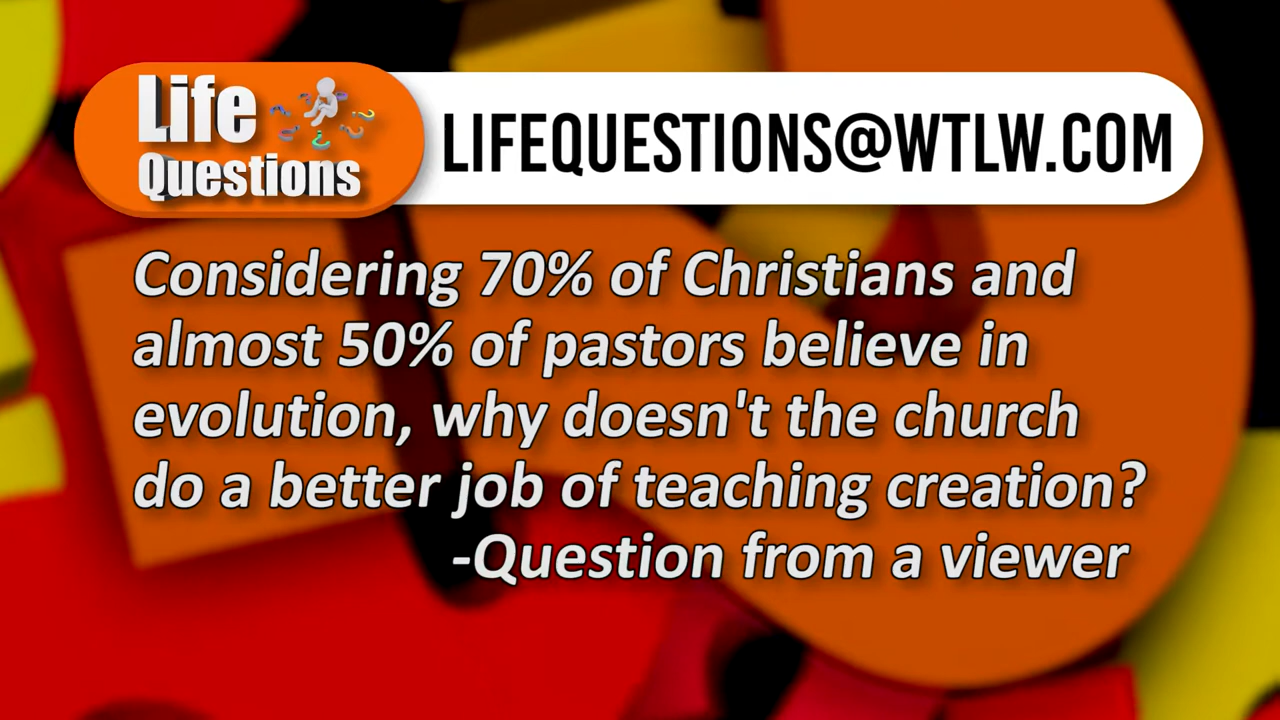 Life
Questions
LIFEQUESTIONS@WTLW.COM
Considering 70% of Christians and
almost 50% of pastors believe in
evolution, why doesn't the church
do a better job of teaching creation?
-Question from a viewer